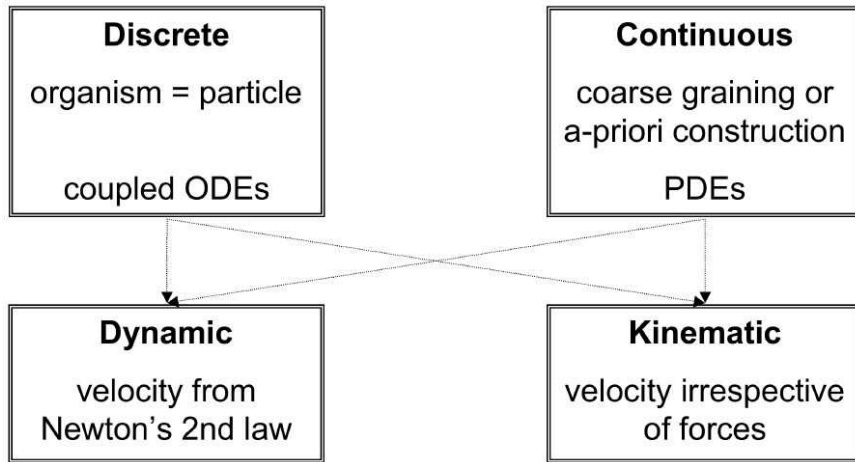 Discrete
organism = particle
coupled ODEs
Continuous
coarse graining or
a-priori construction
PDEs
Dynamic
velocity from
Newton's 2nd law
Kinematic
velocity irrespective
of forces